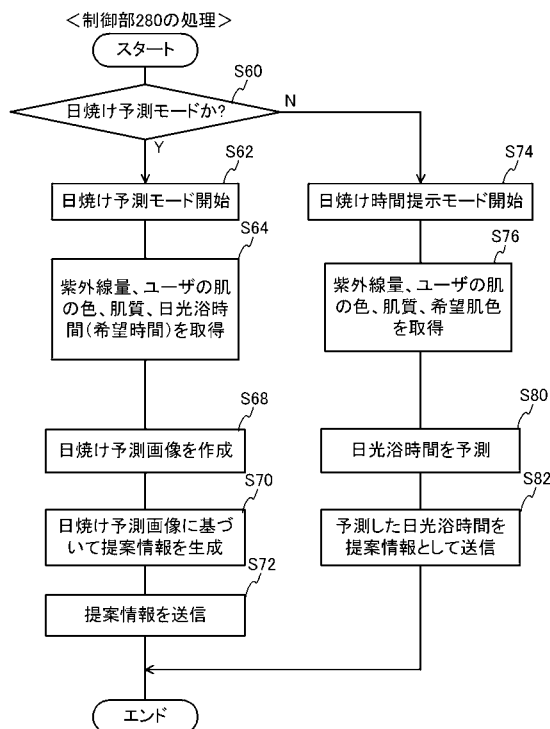 ＜制御部280の処理＞
スタート
S60
日焼け予測モードか?
N
Y
S62
日焼け予測モード開始
S64
紫外線量、ユーザの肌
の色、肌質、日光浴時
間(希望時間)を取得
S68
日焼け予測画像を作成
S70
日焼け予測画像に基づ
いて提案情報を生成
S72
提案情報を送信
S74
日焼け時間提示モード開始
S76
紫外線量、ユーザの肌
の色、肌質、希望肌色
を取得
S80
日光浴時間を予測
S82
予測した日光浴時間を
提案情報として送信
エンド